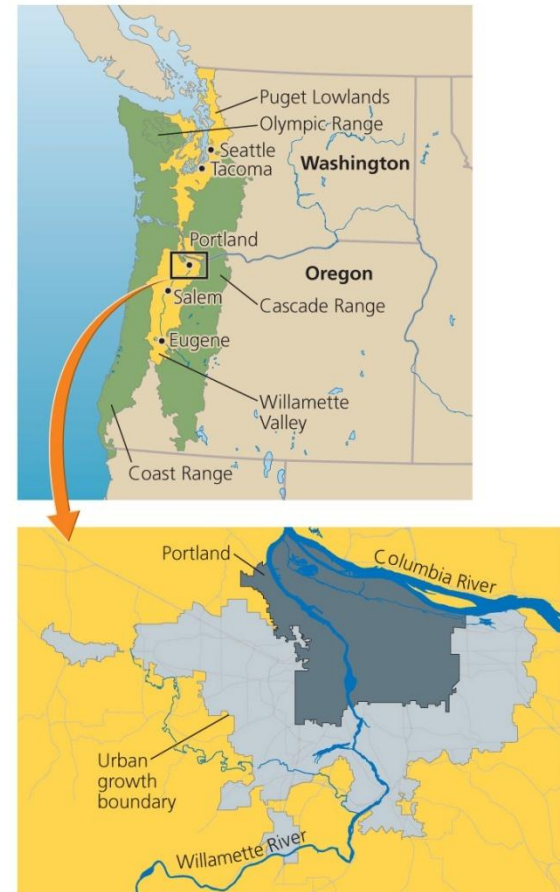 Puget Lowlands
Olympic Range
Seattle
Tacoma
Washington
Portland
Oregon
Salem
Cascade Range
Eugene
Willamette
Valley
Coast Range
Portland
Columbia River
Urban
growth
boundary
Willamette River